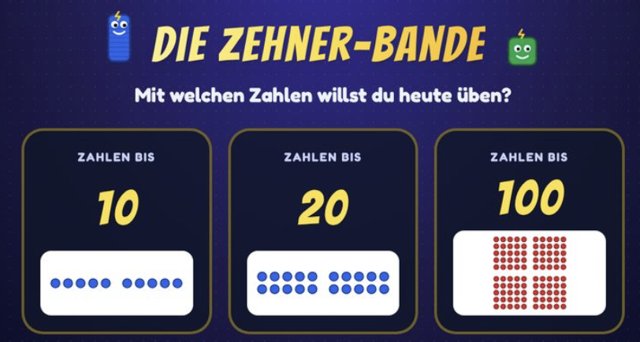 DIE ZEHNER-BANDE
Mit welchen Zahlen willst du heute üben?
ZAHLEN BIS
10
ZAHLEN BIS
20
ZAHLEN BIS
100